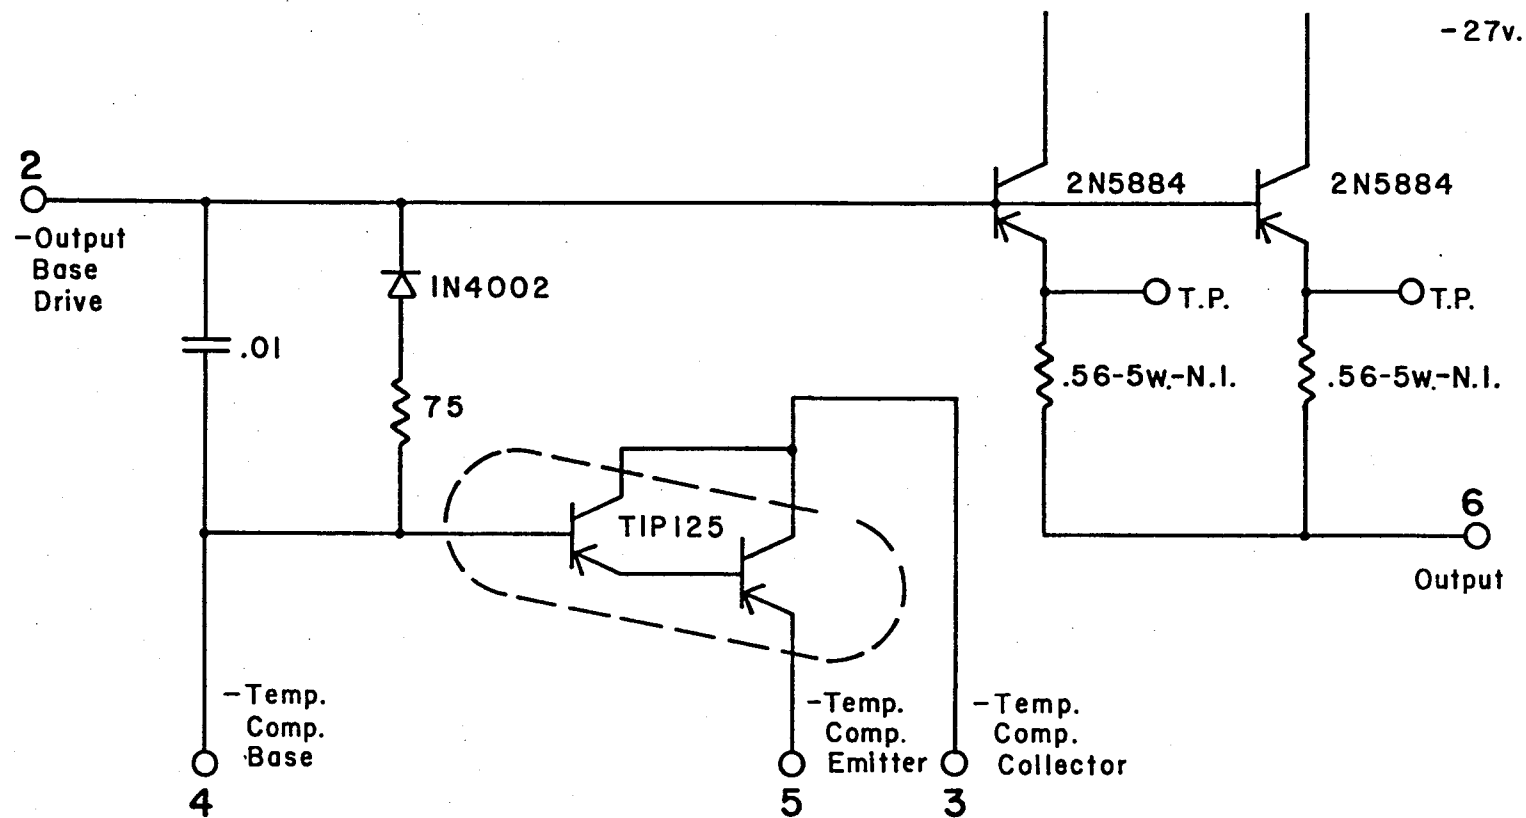 -27v.
2
-Output
Base
Drive
2N5884
2N5884
IN4002
T.P.
T.P.
.01
.56-5w.-N.I.
.56-5w.-N.I.
75
TIP125
6
Output
-Temp.
Comp.
Base
4
-Temp.
Comp.
Emitter
5
-Temp.
Comp.
Collector
3